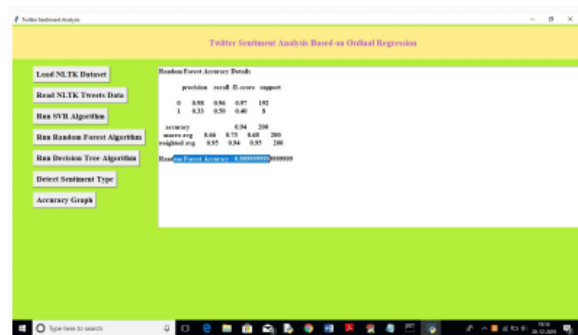 Twitter Sentiment Analysis
Twitter Sentiment Analysis Based on Ordinal Regression
Load NLTK Dataset
Read NLTK Tweets Data
Run SVR Algorithm
Run Random Forest Algorithm
Run Decision Tree Algorithm
Detect Sentiment Type
Accuracy Graph
Random Forest Accuracy Details
precision recall f1-score support
0 0.98 0.96 0.97 192
1 0.33 0.50 0.40 8
accuracy 0.94 200
macro avg 0.66 0.73 0.68 200
weighted avg 0.95 0.94 0.95 200
Random Forest Accuracy :
Type here to search